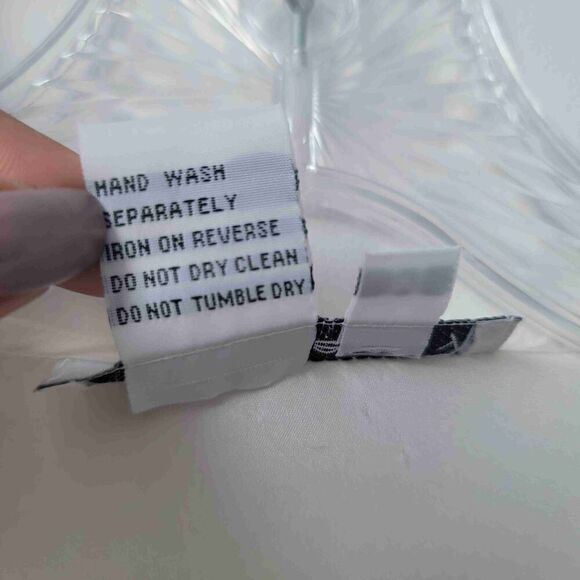 HAND WASH
SEPARATELY
IRON ON REVERSE
DO NOT DRY CLEAN
DO NOT TUMBLE DRY